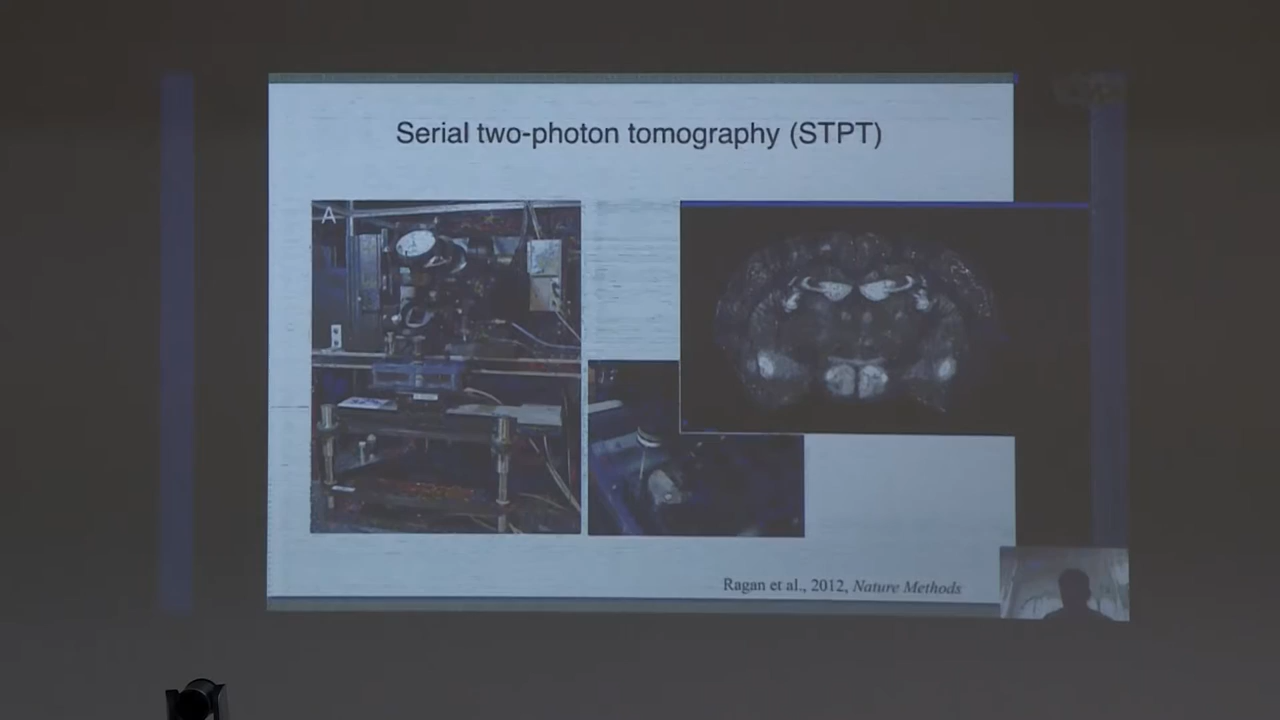 Serial two-photon tomography (STPT)
A
Ragan et al., 2012, Nature Methods